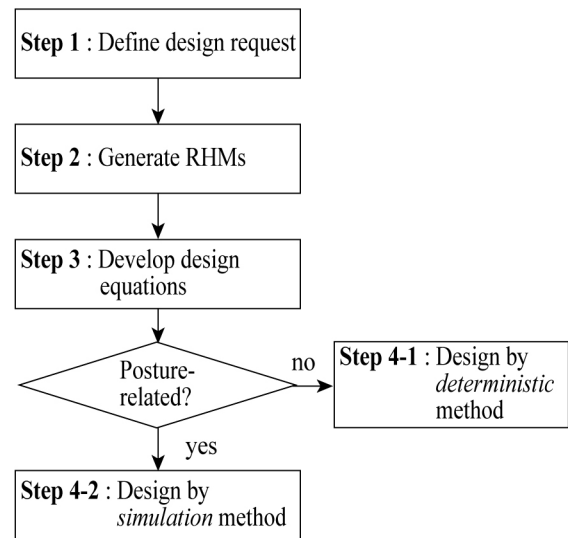 Step 1 : Define design request
Step 2 : Generate RHMs
Step 3 : Develop design
equations
Posture-
related?
no
Step 4-1 : Design by
deterministic
method
yes
Step 4-2 : Design by
simulation method